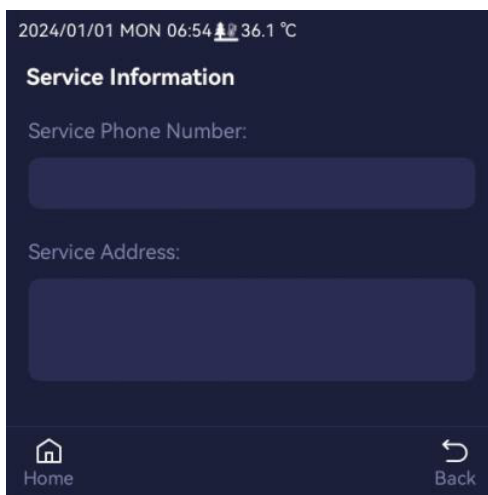 2024/01/01 MON 06:54 36.1 ℃
Service Information
Service Phone Number:
Service Address:
Home
Back